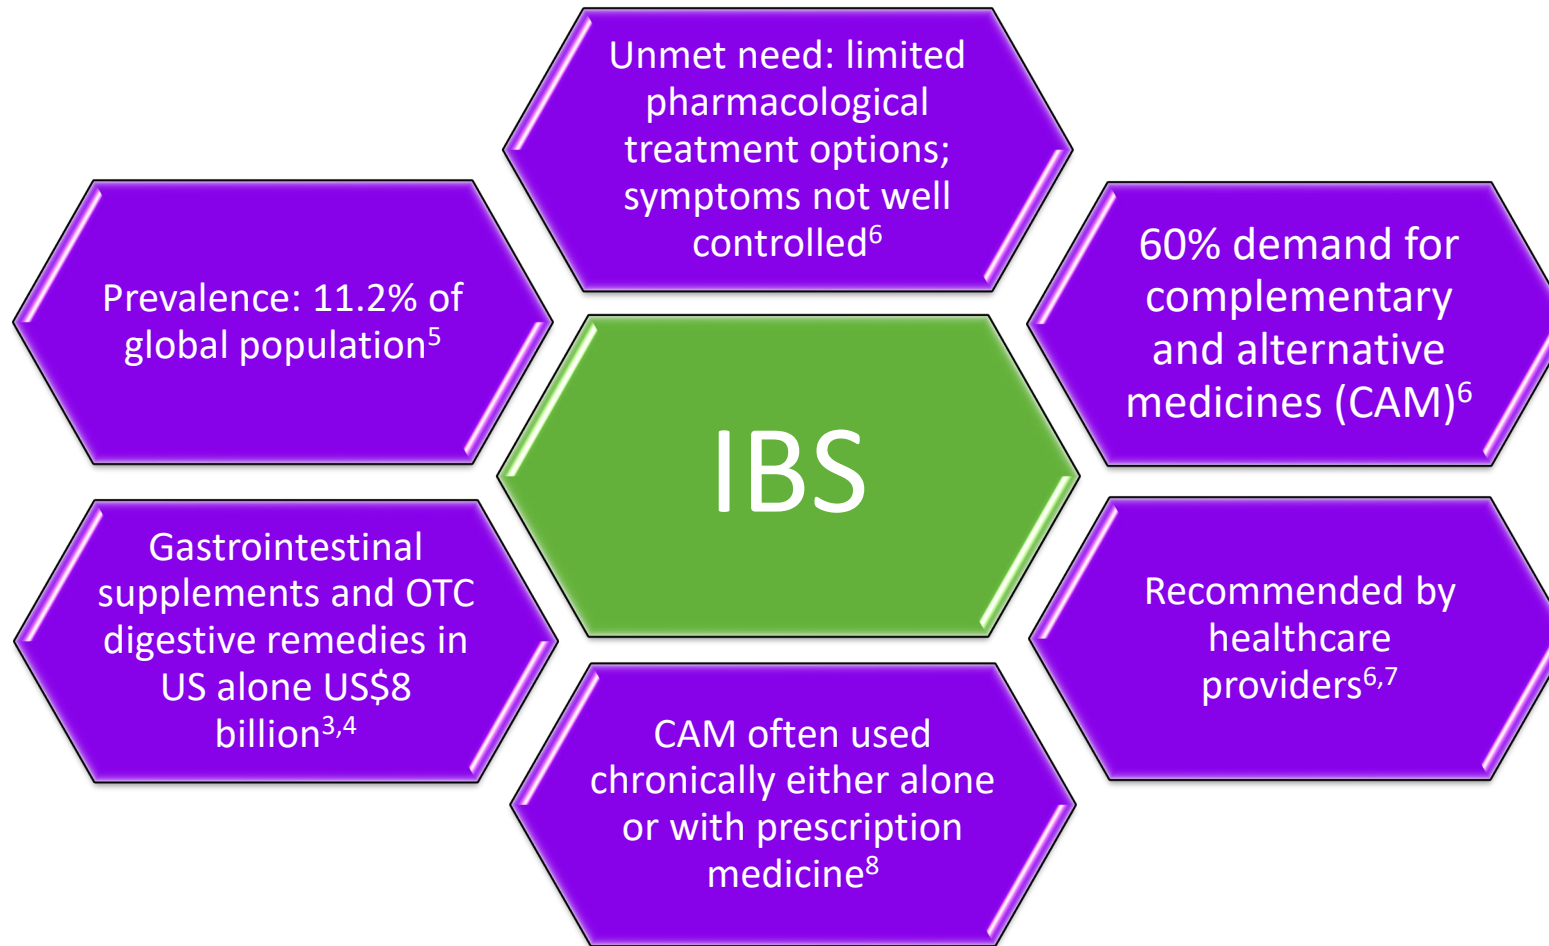 Unmet need: limited
pharmacological
treatment options;
symptoms not well
controlled⁶
Prevalence: 11.2% of
global population⁵
60% demand for
complementary
and alternative
medicines (CAM)⁶
IBS
Gastrointestinal
supplements and OTC
digestive remedies in
US alone US$8
billion³,⁴
Recommended by
healthcare
providers⁶,⁷
CAM often used
chronically either alone
or with prescription
medicine⁸